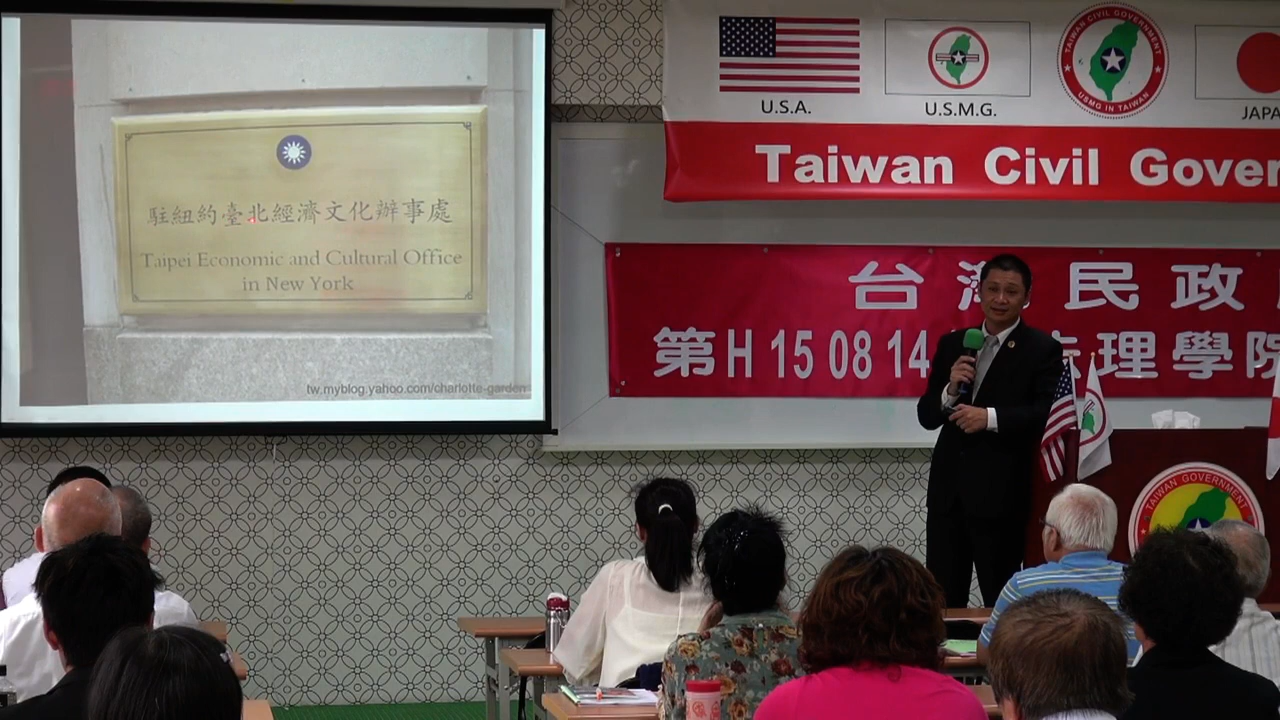 駐紐約臺北經濟文化辦事處
Taipei Economic and Cultural Office
in New York
tw.myblog.yahoo.com/charlotte-garden
U.S.A.
U.S.M.G.
TAIWAN CIVIL GOVERNMENT
USMG IN TAIWAN
JAPA
Taiwan Civil Gover
台 民政
第H 15 08 14 理學院
TAIWAN GOVERNMENT